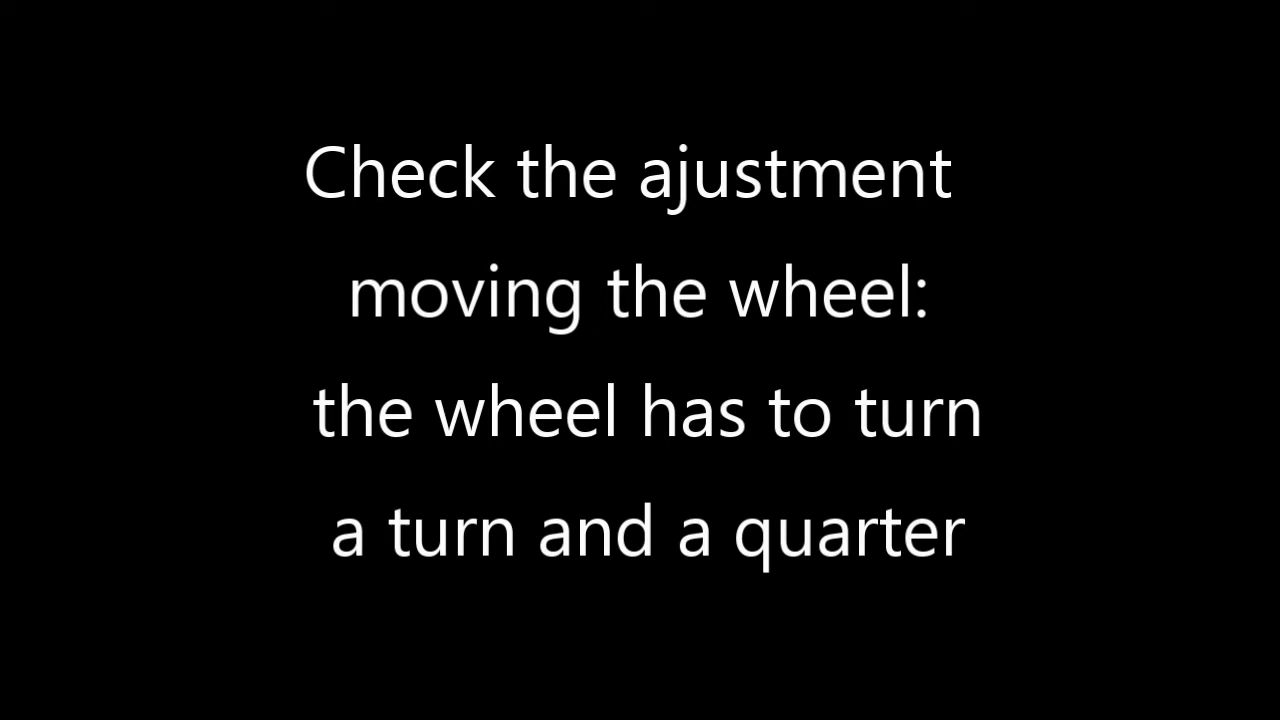 Check the ajustment
moving the wheel:
the wheel has to turn
a turn and a quarter